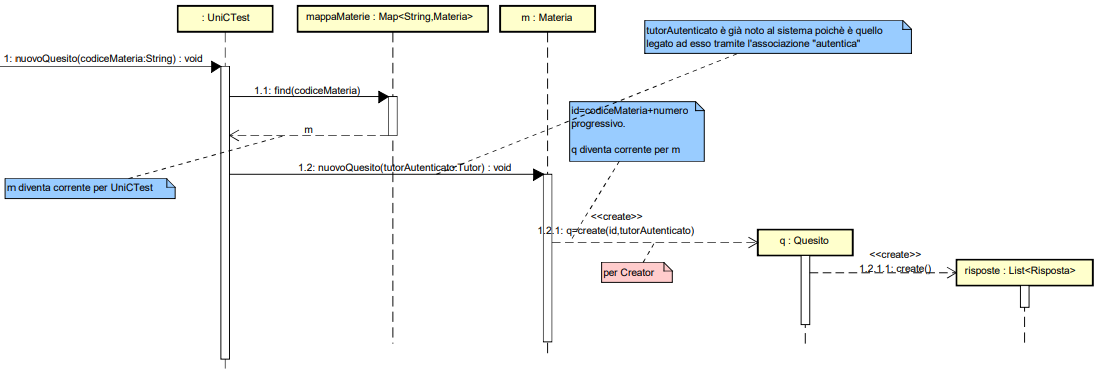 : UniCTest
mappaMaterie : Map<String,Materia>
m : Materia
tutorAutenticato è già noto al sistema poichè è quello
legato ad esso tramite l'associazione "autentica"
1: nuovoQuesito(codiceMateria:String) : void
1.1: find(codiceMateria)
id=codiceMateria+numero
progressivo.
q diventa corrente per m
m
1.2: nuovoQuesito(tutorAutenticato:Tutor) : void
m diventa corrente per UniCTest
<<create>>
1.2.1: q=create(id,tutorAutenticato)
q : Quesito
per Creator
<<create>>
1.2.1.1: create()
risposte : List<Risposta>